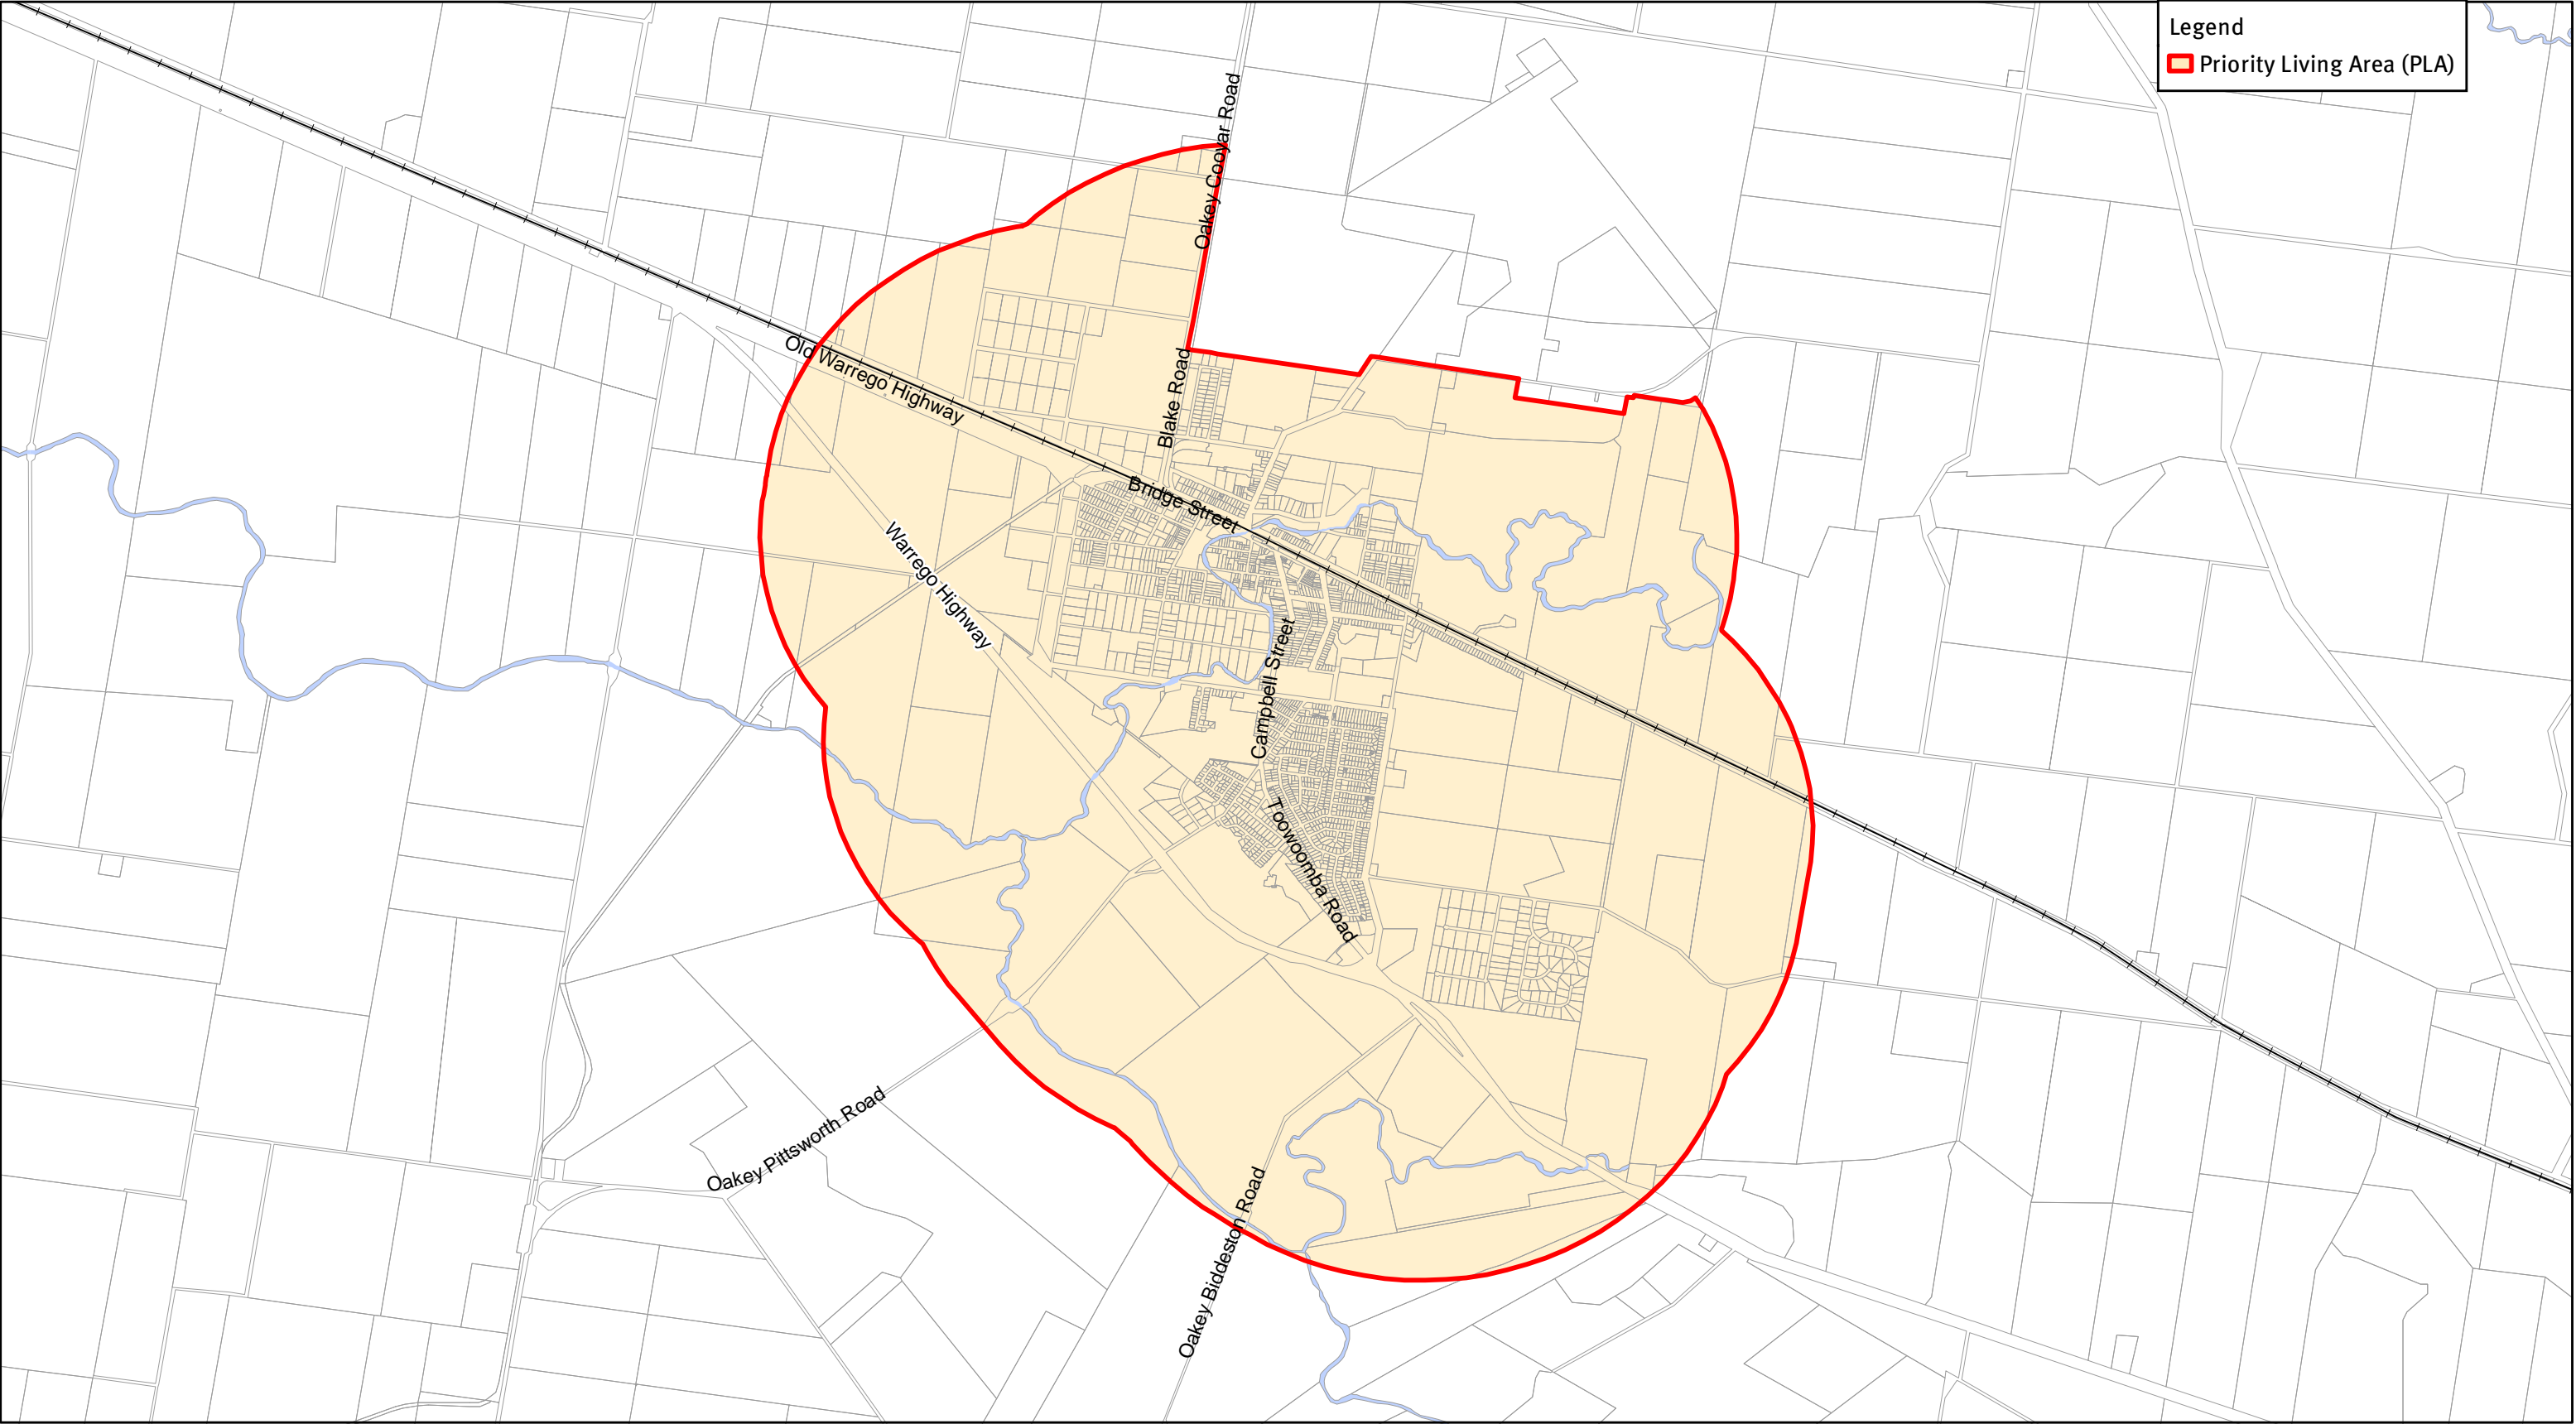 Legend
Priority Living Area (PLA)
Oakey Cooyar Road
Old Warrego Highway
Blake Road
Bridge Street
Warrego Highway
Campbell Street
Toowoomba Road
Oakey Pittsworth Road
Oakey Biddeston Road